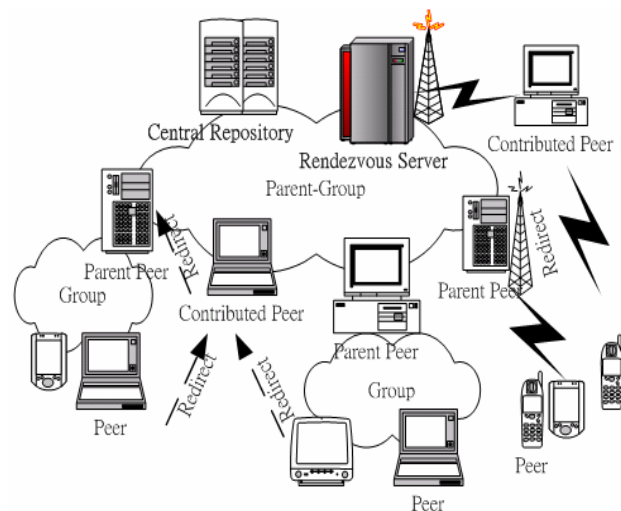 Central Repository
Rendezvous Server
Contributed Peer
Parent-Group
Parent Peer
Redirect
Parent Peer
Redirect
Group
Contributed Peer
Parent Peer
Redirect
Redirect
Group
Peer
Peer
Peer